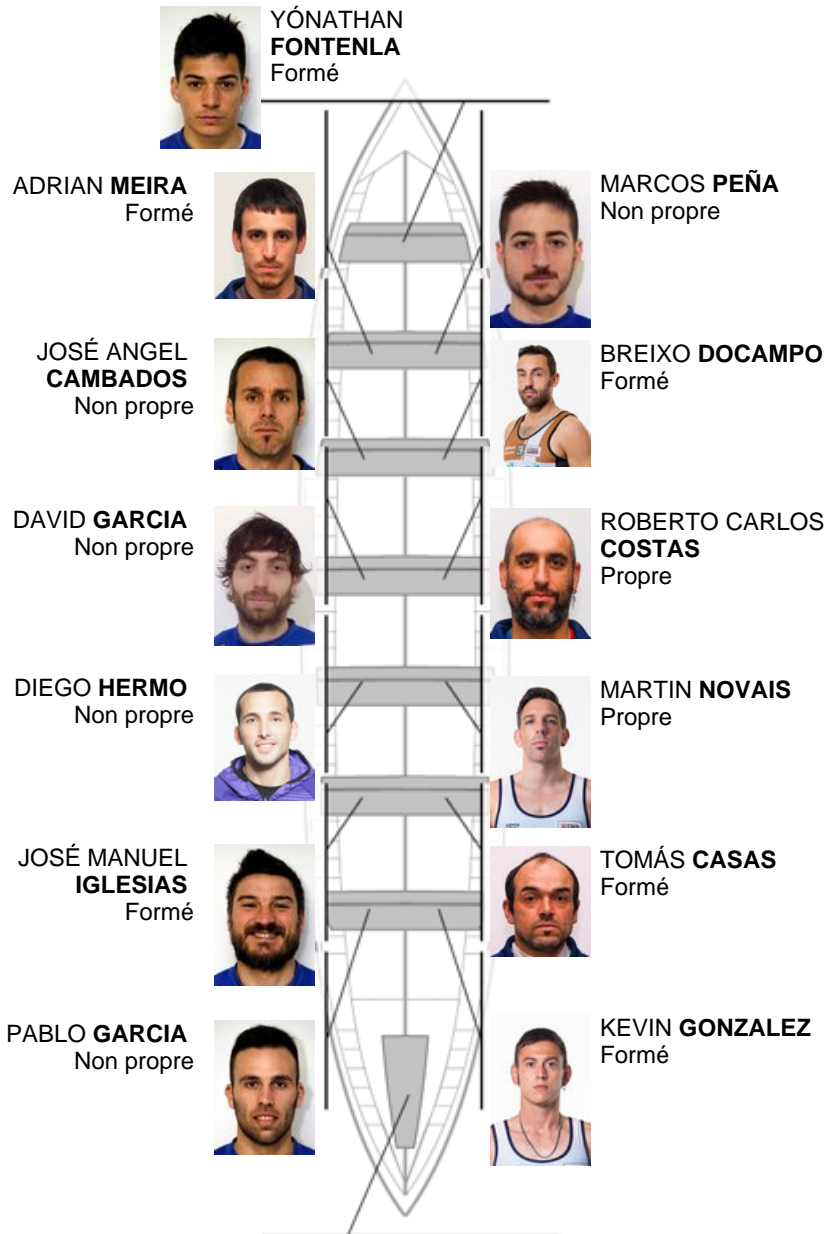 YÓNATHAN
FONTENLA
Formé
ADRIAN MEIRA
Formé
MARCOS PEÑA
Non propre
JOSÉ ANGEL
CAMBADOS
Non propre
BREIXO DOCAMPO
Formé
DAVID GARCIA
Non propre
ROBERTO CARLOS
COSTAS
Propre
DIEGO HERMO
Non propre
MARTIN NOVAIS
Propre
JOSÉ MANUEL
IGLESIAS
Formé
TOMÁS CASAS
Formé
PABLO GARCIA
Non propre
KEVIN GONZALEZ
Formé